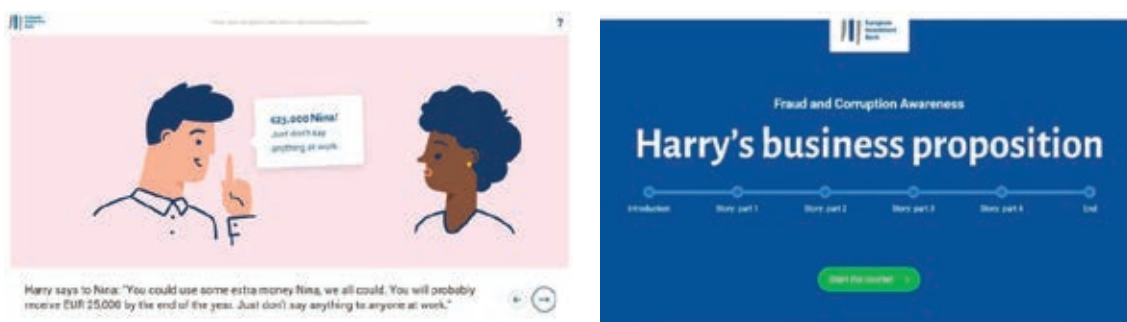 ?
€25,000 Nina!
Just don't say
anything at work.
Harry says to Nina: "You could use some extra money Nina, we all could. You will probably
receive EUR 25,000 by the end of the year. Just don't say anything to anyone at work."
European
Investment
Bank
Fraud and Corruption Awareness
Harry's business proposition
Introduction
Story: part 1
Story: part 2
Story: part 3
Story: part 4
End
Start the course!